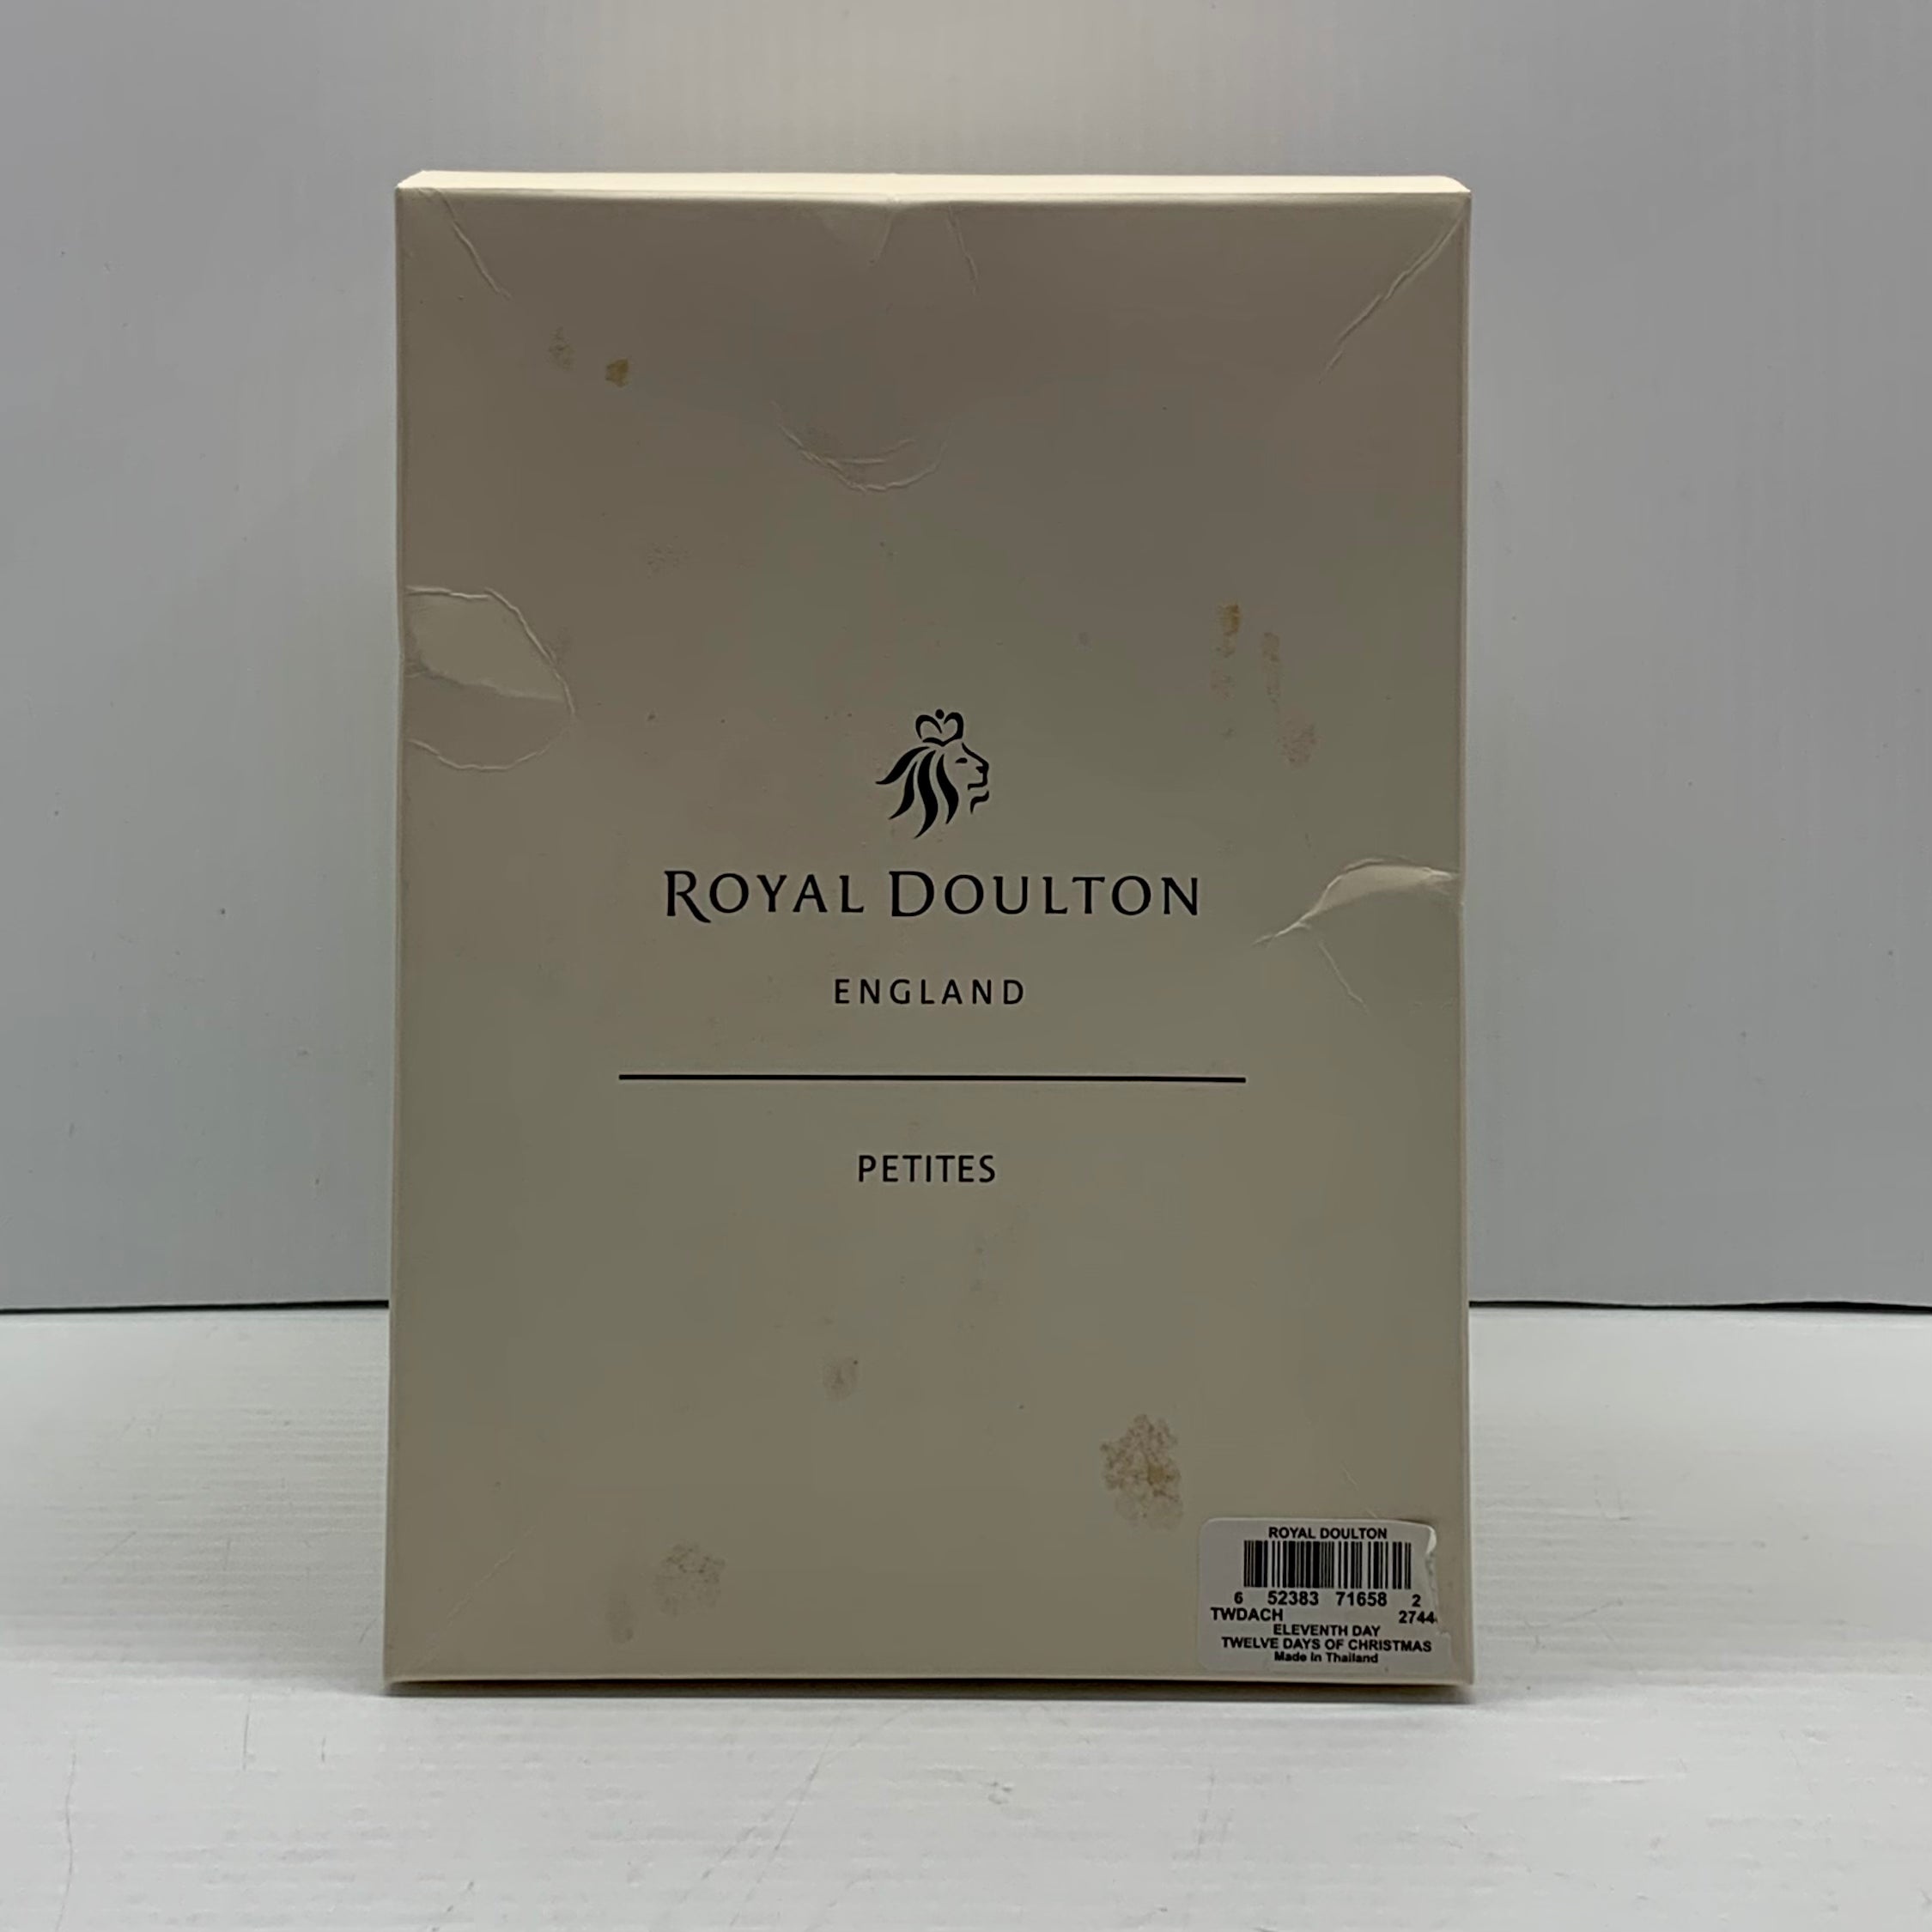 ROYAL DOULTON
ENGLAND
PETITES
ROYAL DOULTON
6 52383 71658 2
TWDACH 2744
ELEVENTH DAY
TWELVE DAYS OF CHRISTMAS
Made In Thailand